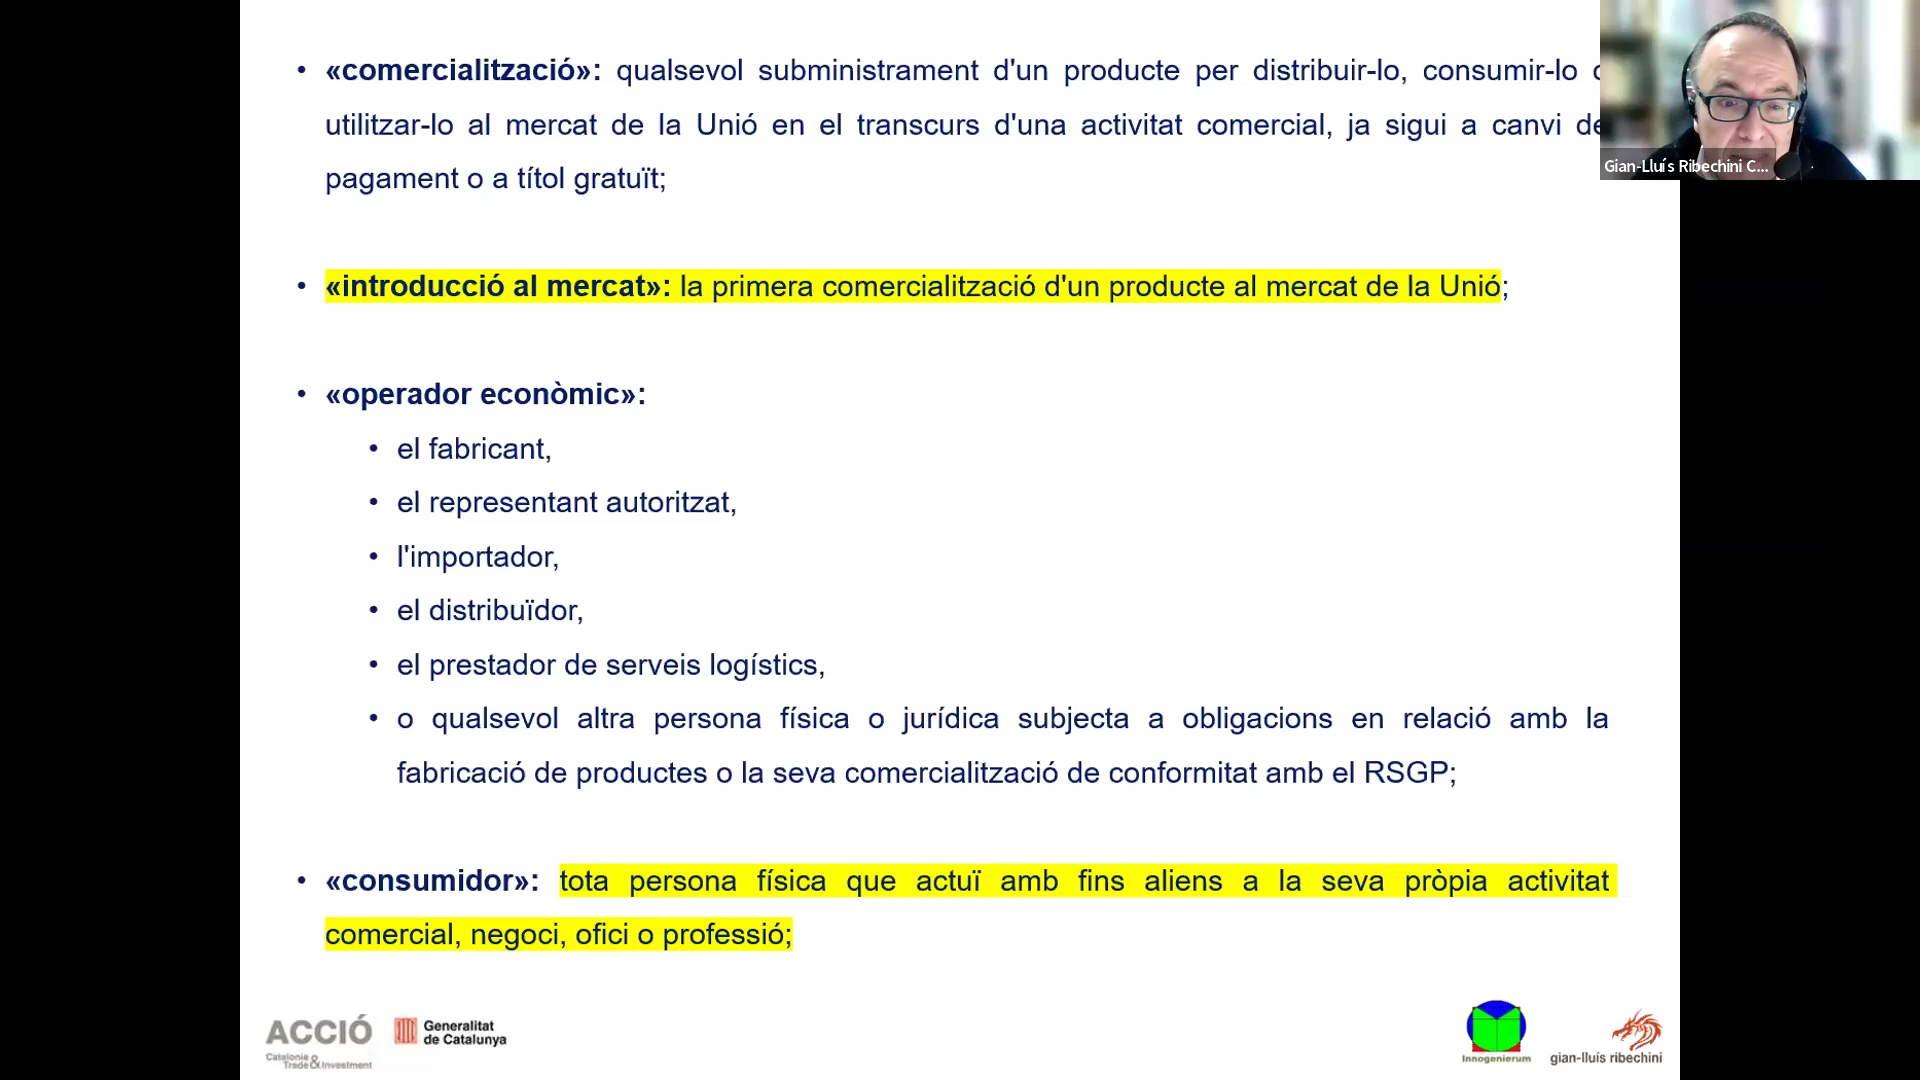 • «comercialització»: qualsevol subministrament d'un producte per distribuir-lo, consumir-lo
utilitzar-lo al mercat de la Unió en el transcurs d'una activitat comercial, ja sigui a canvi de
pagament o a títol gratuït;
Gian-Lluís Ribechini C...
• «introducció al mercat»: la primera comercialització d'un producte al mercat de la Unió;
• «operador econòmic»:
• el fabricant,
• el representant autoritzat,
• l'importador,
• el distribuïdor,
• el prestador de serveis logístics,
• o qualsevol altra persona física o jurídica subjecta a obligacions en relació amb la
fabricació de productes o la seva comercialització de conformitat amb el RSGP;
• «consumidor»: tota persona física que actuï amb fins aliens a la seva pròpia activitat
comercial, negoci, ofici o professió;
ACCIÓ
Catalonia
Trade & Investment
Generalitat
de Catalunya
Innogenierum
gian-lluís ribechini